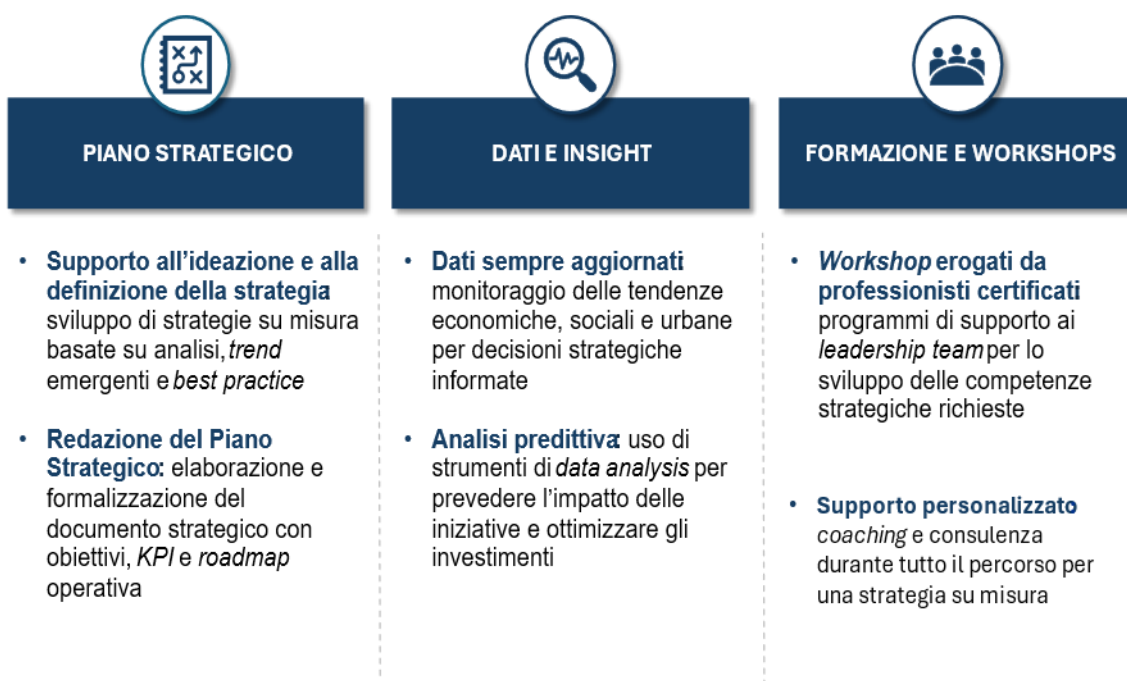 PIANO STRATEGICO
• Supporto all'ideazione e alla
definizione della strategia:
sviluppo di strategie su misura
basate su analisi, trend
emergenti e best practice
• Redazione del Piano
Strategico: elaborazione e
formalizzazione del
documento strategico con
obiettivi, KPI e roadmap
operativa
DATI E INSIGHT
• Dati sempre aggiornati:
monitoraggio delle tendenze
economiche, sociali e urbane
per decisioni strategiche
informate
• Analisi predittiva: uso di
strumenti di data analysis per
prevedere l'impatto delle
iniziative e ottimizzare gli
investimenti
FORMAZIONE E WORKSHOPS
• Workshop erogati da
professionisti certificati:
programmi di supporto ai
leadership team per lo
sviluppo delle competenze
strategiche richieste
• Supporto personalizzato:
coaching e consulenza
durante tutto il percorso per
una strategia su misura